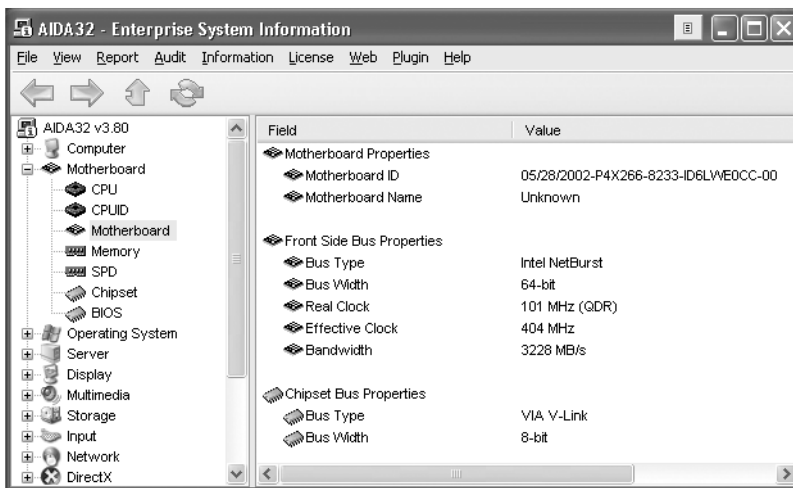 AIDA32 - Enterprise System Information
File View Report Audit Information License Web Plugin Help
AIDA32 v3.80
Computer
Motherboard
CPU
CPUID
Motherboard
Memory
SPD
Chipset
BIOS
Operating System
Server
Display
Multimedia
Storage
Input
Network
DirectX
Field Value
Motherboard Properties
Motherboard ID 05/28/2002-P4X266-8233-ID6LWE0CC-00
Motherboard Name Unknown
Front Side Bus Properties
Bus Type Intel NetBurst
Bus Width 64-bit
Real Clock 101 MHz (QDR)
Effective Clock 404 MHz
Bandwidth 3228 MB/s
Chipset Bus Properties
Bus Type VIA V-Link
Bus Width 8-bit